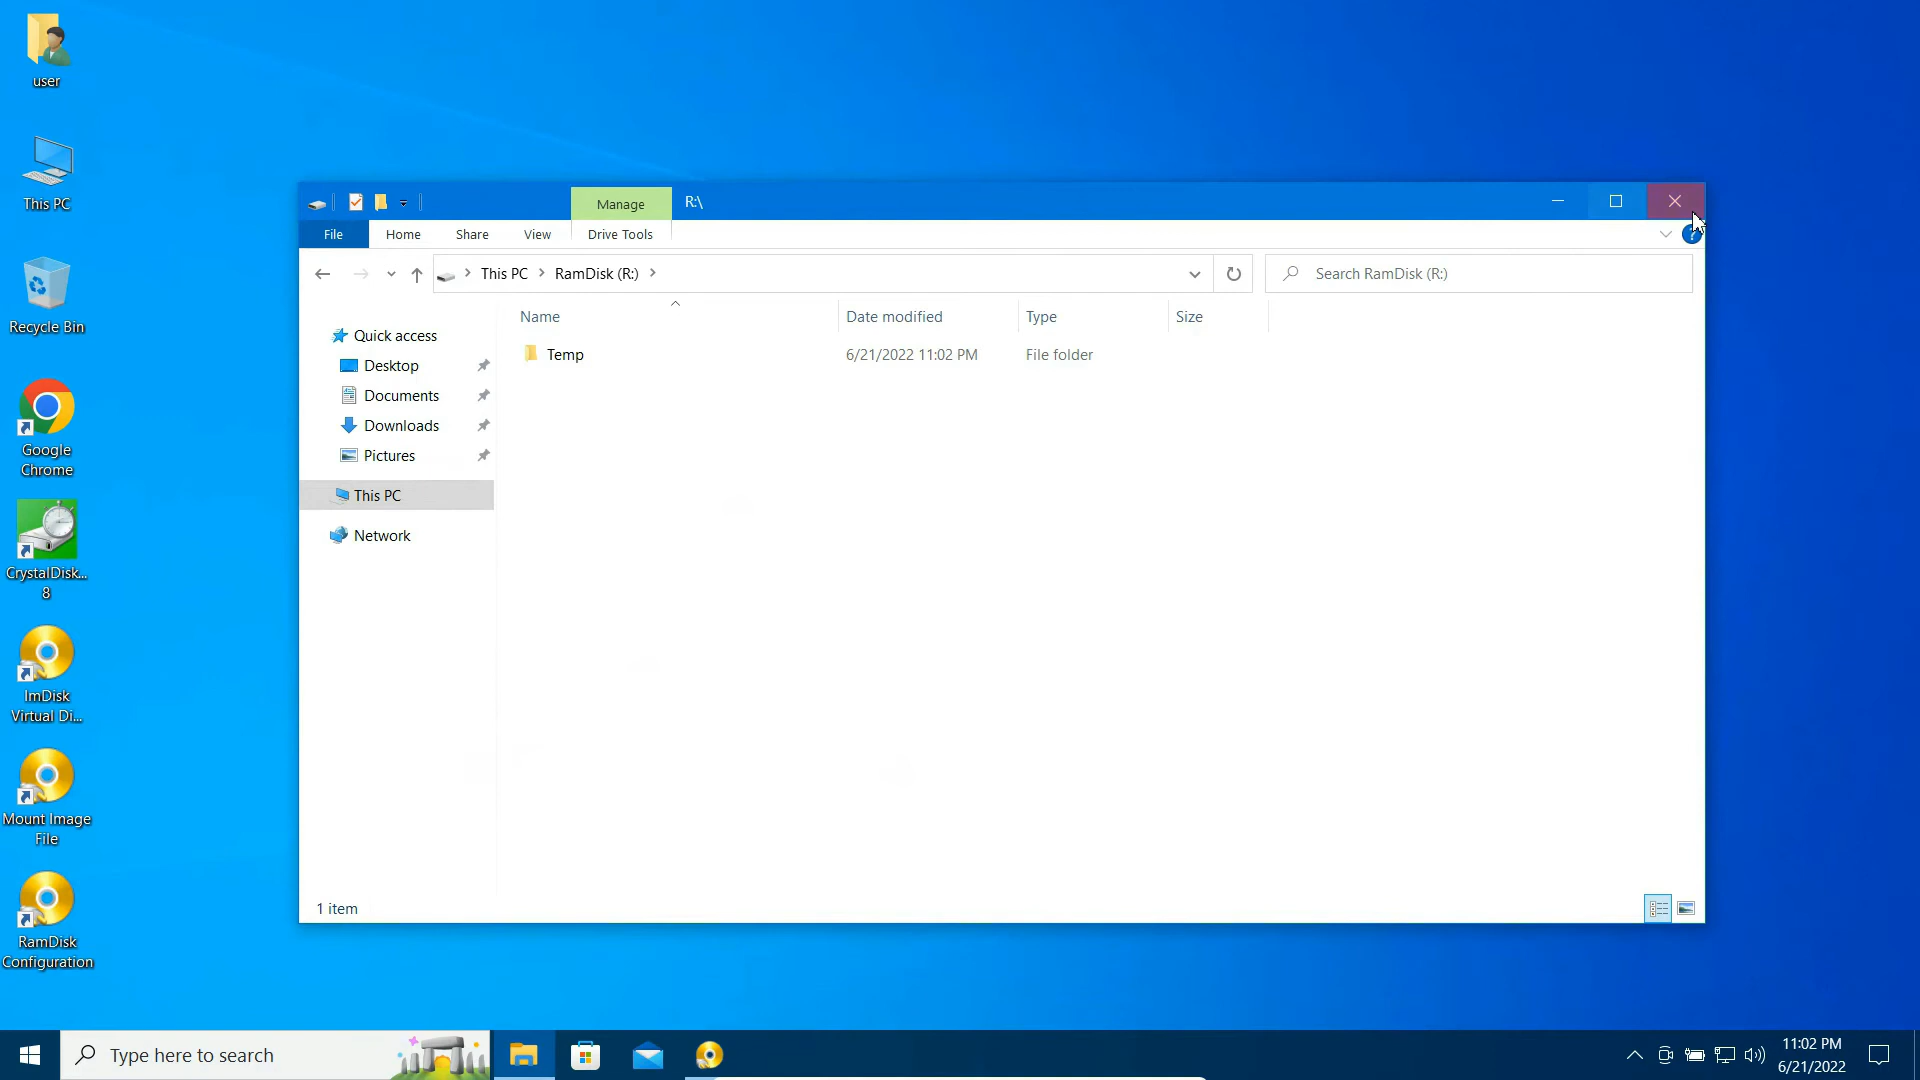 user
This PC
Recycle Bin
Google
Chrome
CrystalDisk...
8
ImDisk
Virtual Di...
Mount Image
File
RamDisk
Configuration
Manage
R:\
File
Home
Share
View
Drive Tools
?
This PC
RamDisk (R:)
Search RamDisk (R:)
Name
Date modified
Type
Size
Temp
6/21/2022 11:02 PM
File folder
Quick access
Desktop
Documents
Downloads
Pictures
This PC
Network
1 item
Type here to search
11:02 PM
6/21/2022